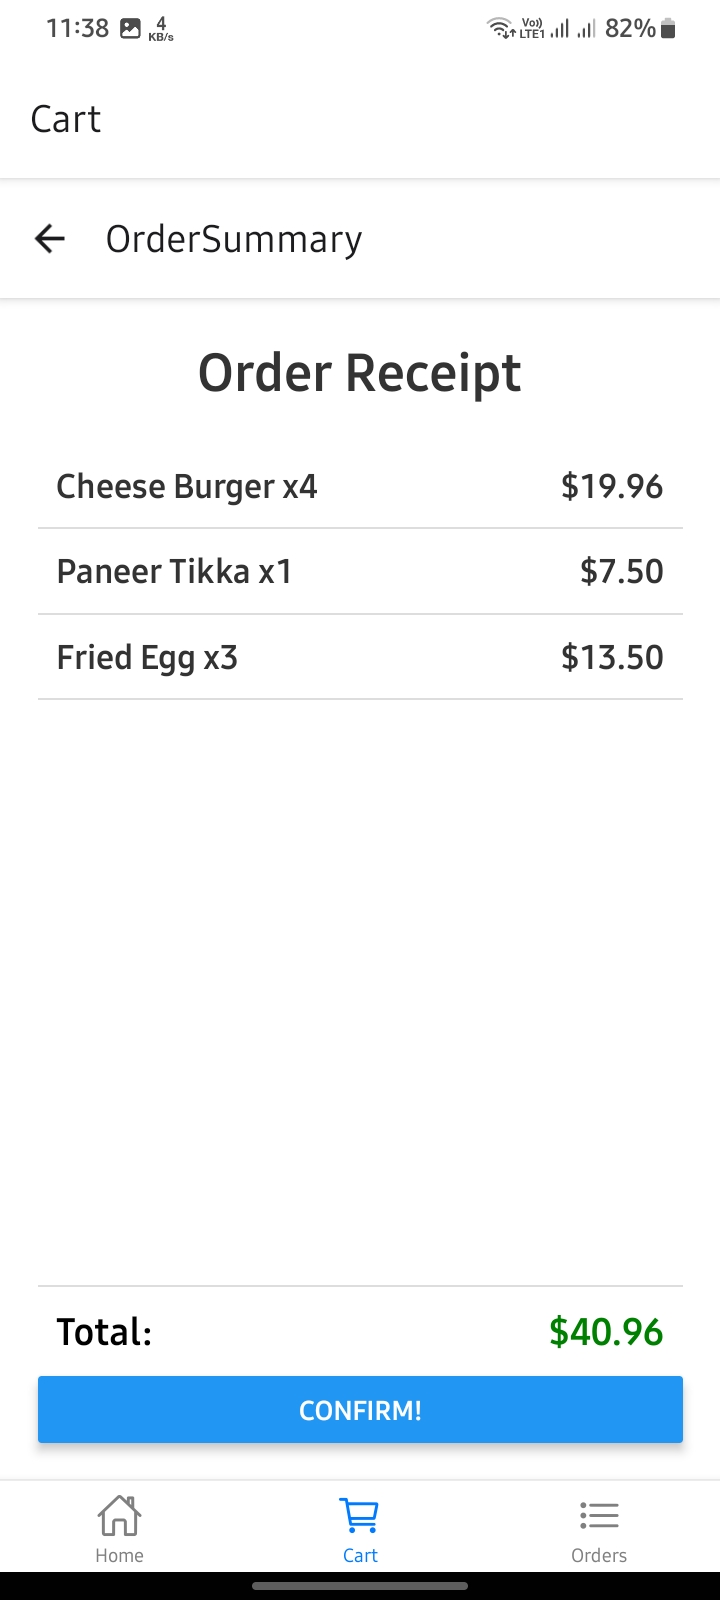 11:38 4 KB/s Vo)) LTE1 82%
Cart
OrderSummary
Order Receipt
Cheese Burger x4 $19.96
Paneer Tikka x1 $7.50
Fried Egg x3 $13.50
Total: $40.96
CONFIRM!
Home Cart Orders